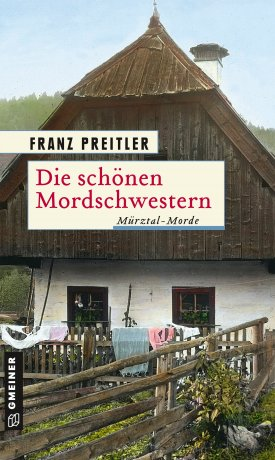 FRANZ PREITLER
Die schönen
Mordschwestern
Mürztal-Morde
GMEINER